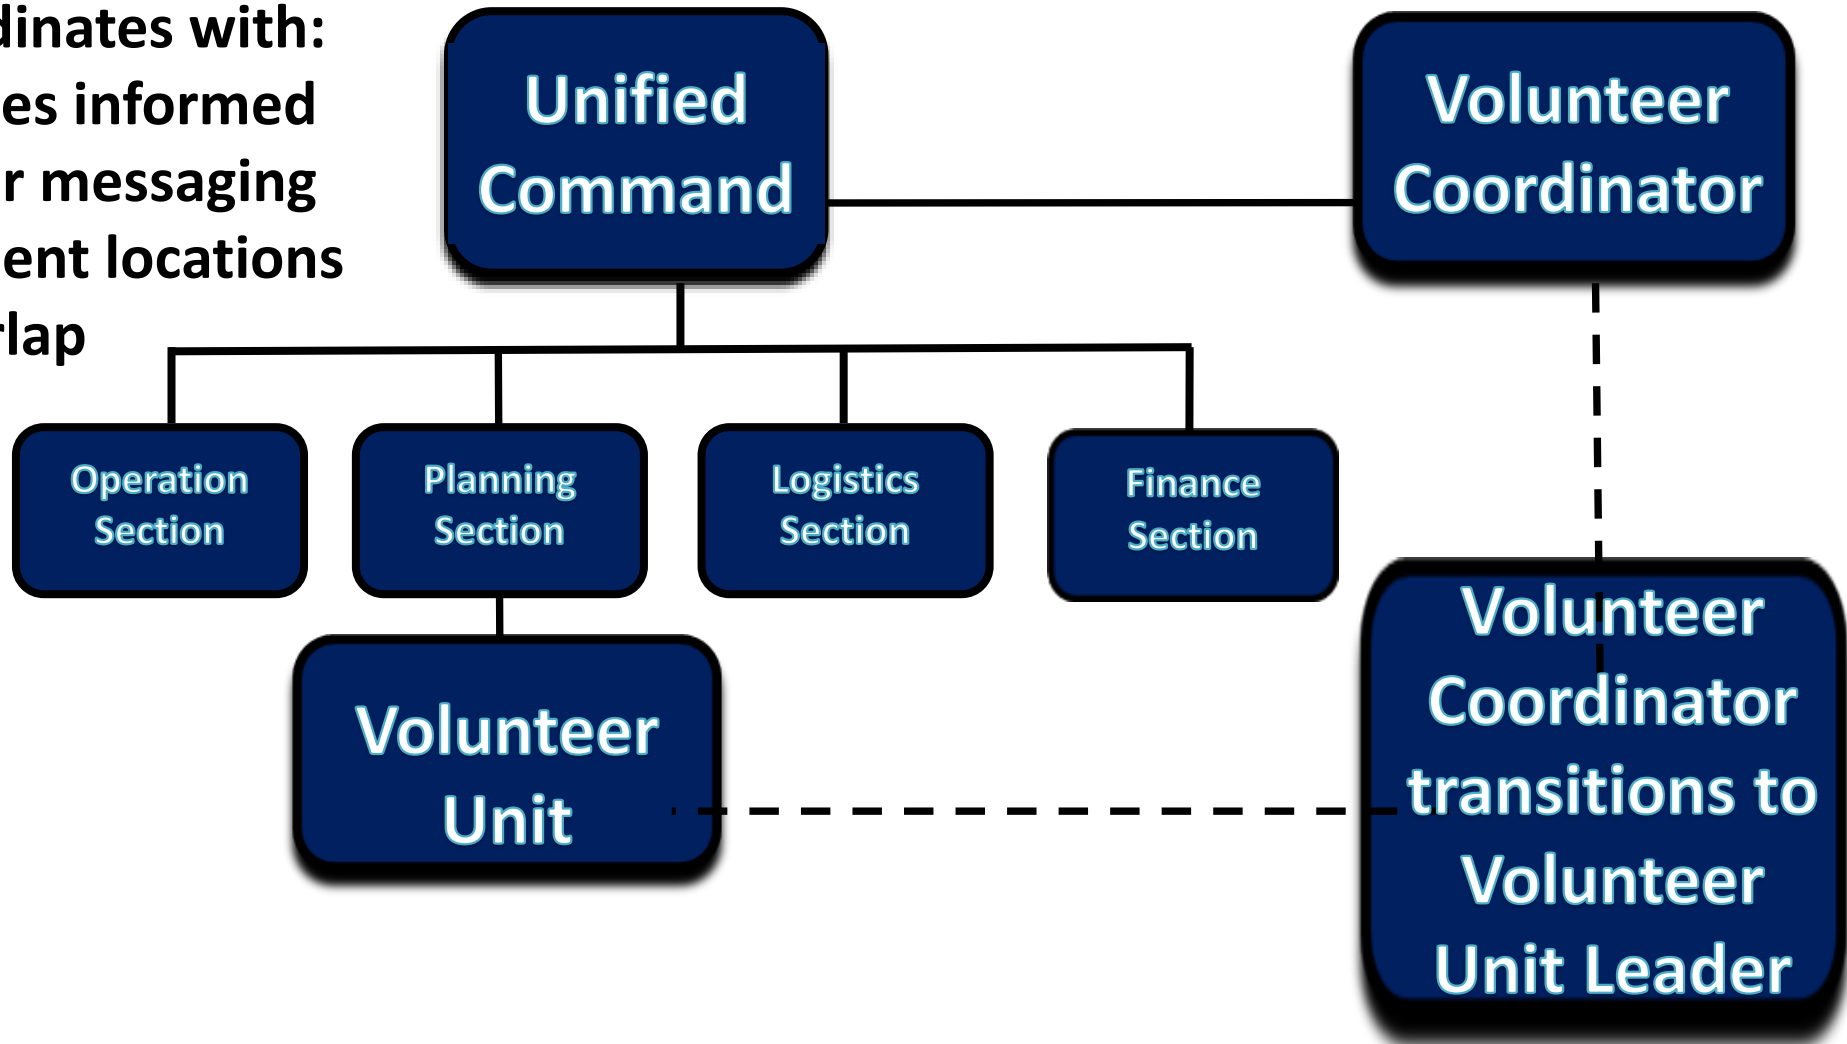 dinates with:
es informed
r messaging
ent locations
rlap
Unified
Command
Volunteer
Coordinator
Operation
Section
Planning
Section
Logistics
Section
Finance
Section
Volunteer
Unit
Volunteer
Coordinator
transitions to
Volunteer
Unit Leader